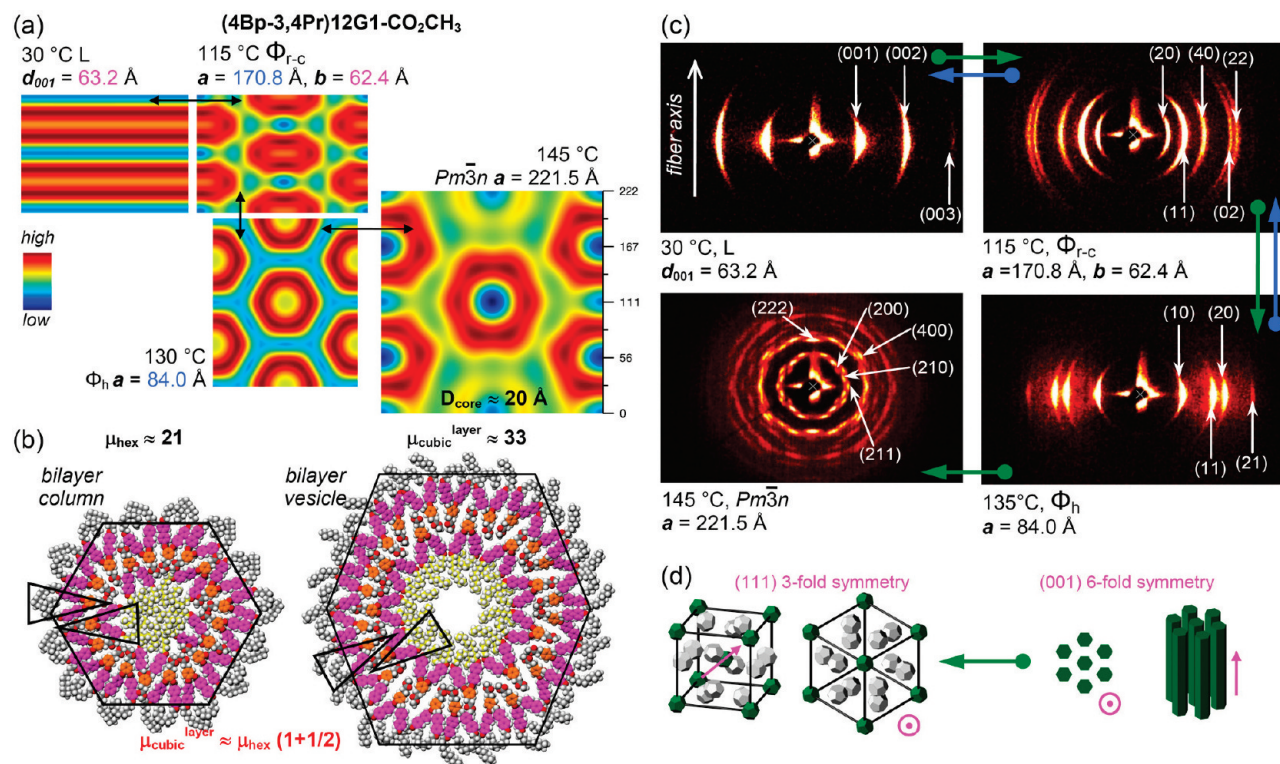 (a)
(4Bp-3,4Pr)12G1-CO₂CH₃
30 °C L
d₀₀₁ = 63.2 Å
115 °C Φr-c
a = 170.8 Å, b = 62.4 Å
145 °C
Pm3̅n a = 221.5 Å
222
167
111
56
0
high
low
130 °C
Φh a = 84.0 Å
Dcore ≈ 20 Å
(b)
μhex ≈ 21
bilayer
column
μcubic^layer ≈ 33
bilayer
vesicle
μcubic^layer ≈ μhex (1+1/2)
(c)
fiber axis
(001)
(002)
(003)
30 °C, L
d₀₀₁ = 63.2 Å
(20)
(40)
(22)
(11)
(02)
115 °C, Φr-c
a =170.8 Å, b = 62.4 Å
(222)
(200)
(400)
(210)
(211)
145 °C, Pm3̅n
a = 221.5 Å
(10)
(20)
(11)
(21)
135°C, Φh
a = 84.0 Å
(d)
(111) 3-fold symmetry
(001) 6-fold symmetry